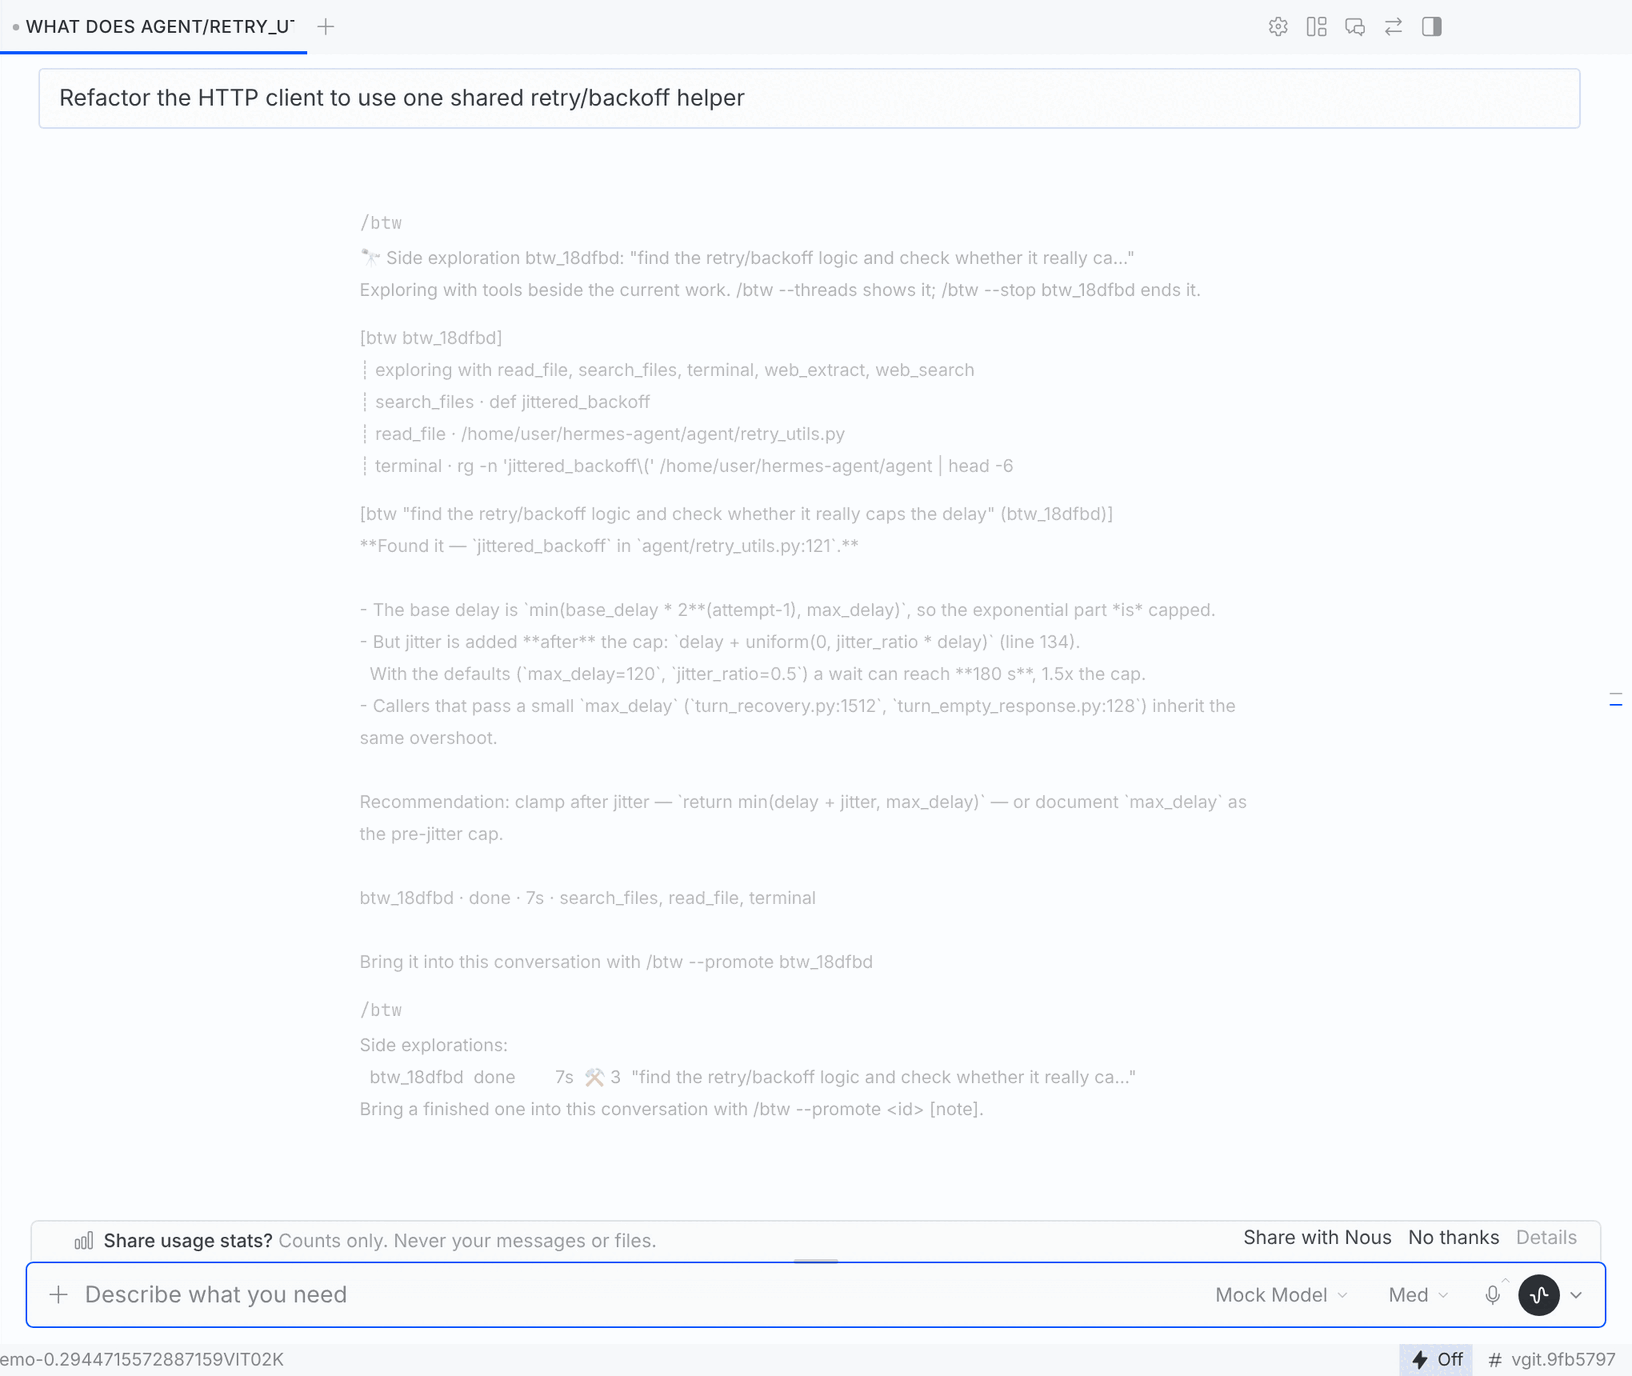 WHAT DOES AGENT/RETRY_U
Refactor the HTTP client to use one shared retry/backoff helper
/btw
🔭 Side exploration btw_18dfbd: "find the retry/backoff logic and check whether it really ca..."
Exploring with tools beside the current work. /btw --threads shows it; /btw --stop btw_18dfbd ends it.
[btw btw_18dfbd]
┊ exploring with read_file, search_files, terminal, web_extract, web_search
┊ search_files · def jittered_backoff
┊ read_file · /home/user/hermes-agent/agent/retry_utils.py
┊ terminal · rg -n 'jittered_backoff\(' /home/user/hermes-agent/agent | head -6
[btw "find the retry/backoff logic and check whether it really caps the delay" (btw_18dfbd)]
**Found it — `jittered_backoff` in `agent/retry_utils.py:121`.**
- The base delay is `min(base_delay * 2**(attempt-1), max_delay)`, so the exponential part *is* capped.
- But jitter is added **after** the cap: `delay + uniform(0, jitter_ratio * delay)` (line 134).
With the defaults (`max_delay=120`, `jitter_ratio=0.5`) a wait can reach **180 s**, 1.5x the cap.
- Callers that pass a small `max_delay` (`turn_recovery.py:1512`, `turn_empty_response.py:128`) inherit the
same overshoot.
Recommendation: clamp after jitter — `return min(delay + jitter, max_delay)` — or document `max_delay` as
the pre-jitter cap.
btw_18dfbd · done · 7s · search_files, read_file, terminal
Bring it into this conversation with /btw --promote btw_18dfbd
/btw
Side explorations:
btw_18dfbd done 7s ⚒ 3 "find the retry/backoff logic and check whether it really ca..."
Bring a finished one into this conversation with /btw --promote <id> [note].
Share usage stats? Counts only. Never your messages or files. Share with Nous No thanks Details
Describe what you need Mock Model Med
emo-0.2944715572887159VIT02K Off # vgit.9fb5797